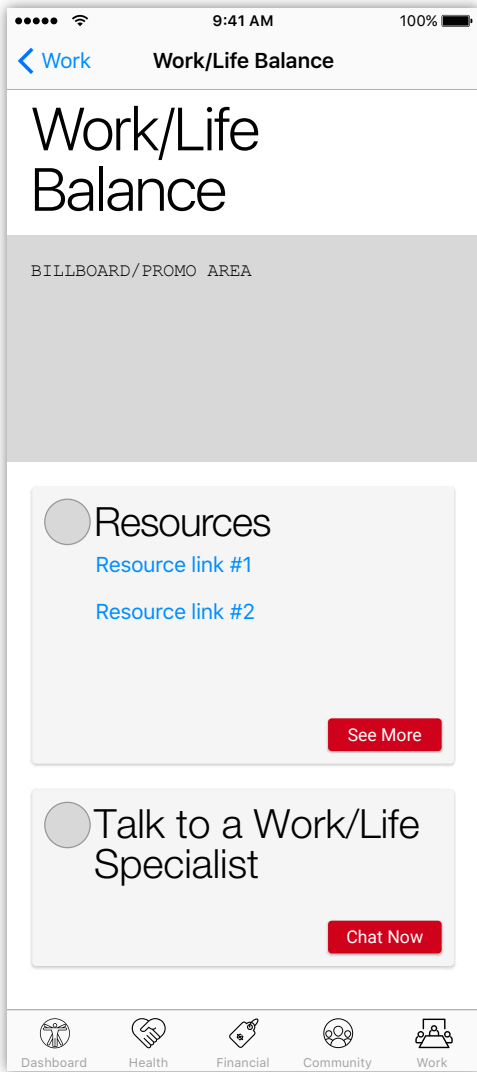 9:41 AM
100%
Work
Work/Life Balance
Work/Life
Balance
BILLBOARD/PROMO AREA
Resources
Resource link #1
Resource link #2
See More
Talk to a Work/Life
Specialist
Chat Now
Dashboard
Health
Financial
Community
Work